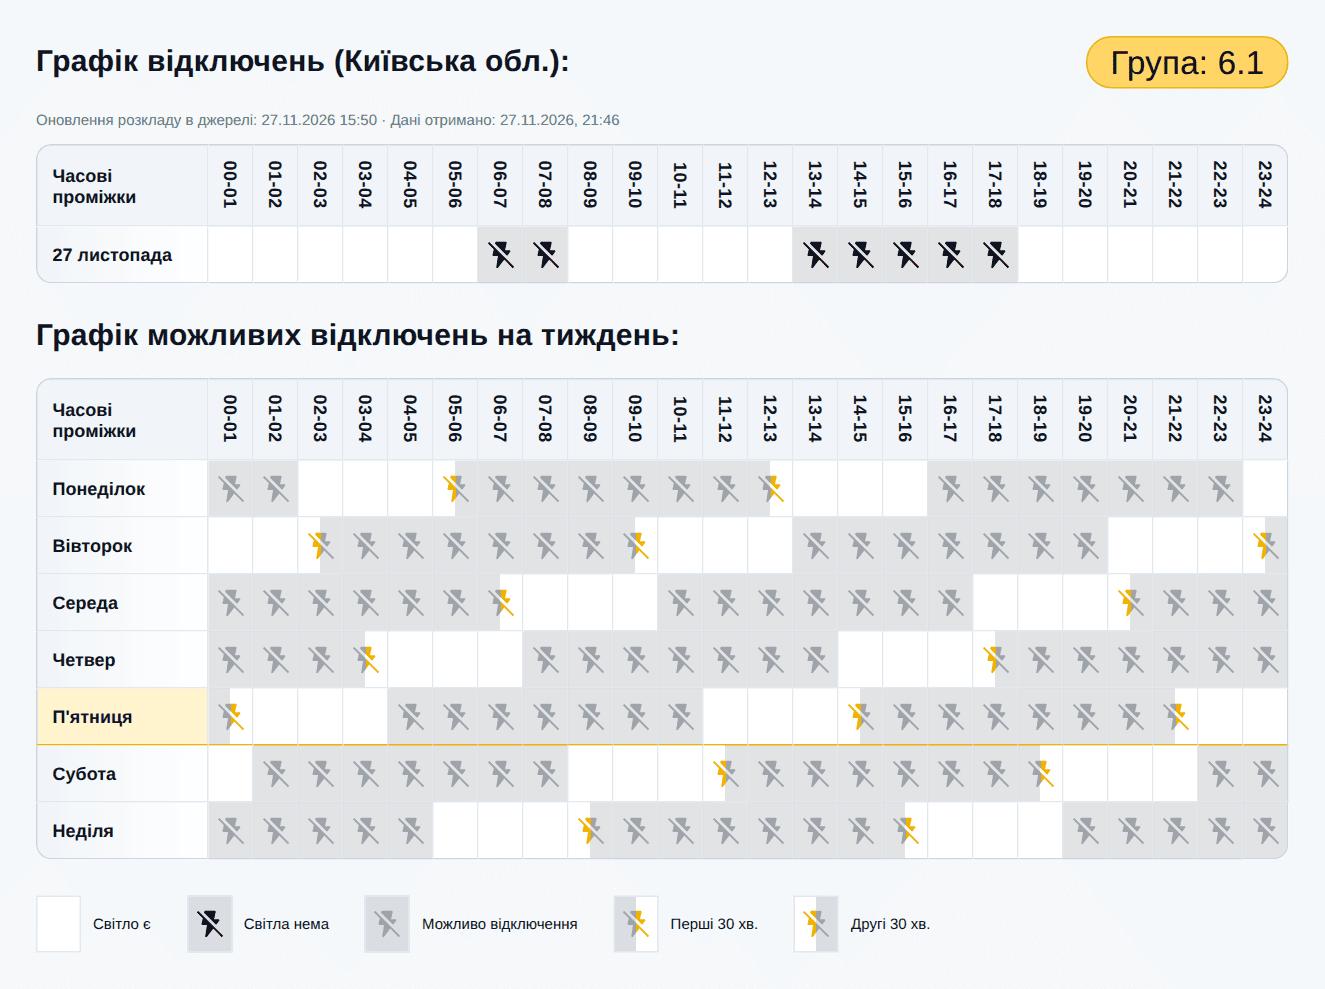 Графік відключень (Київська обл.):
Група: 6.1
Оновлення розкладу в джерелі: 27.11.2026 15:50 · Дані отримано: 27.11.2026, 21:46
Часові
проміжки
00-01 01-02 02-03 03-04 04-05 05-06 06-07 07-08 08-09 09-10 10-11 11-12 12-13 13-14 14-15 15-16 16-17 17-18 18-19 19-20 20-21 21-22 22-23 23-24
27 листопада
Графік можливих відключень на тиждень:
Часові
проміжки
00-01 01-02 02-03 03-04 04-05 05-06 06-07 07-08 08-09 09-10 10-11 11-12 12-13 13-14 14-15 15-16 16-17 17-18 18-19 19-20 20-21 21-22 22-23 23-24
Понеділок
Вівторок
Середа
Четвер
П'ятниця
Субота
Неділя
Світло є
Світла нема
Можливо відключення
Перші 30 хв.
Другі 30 хв.